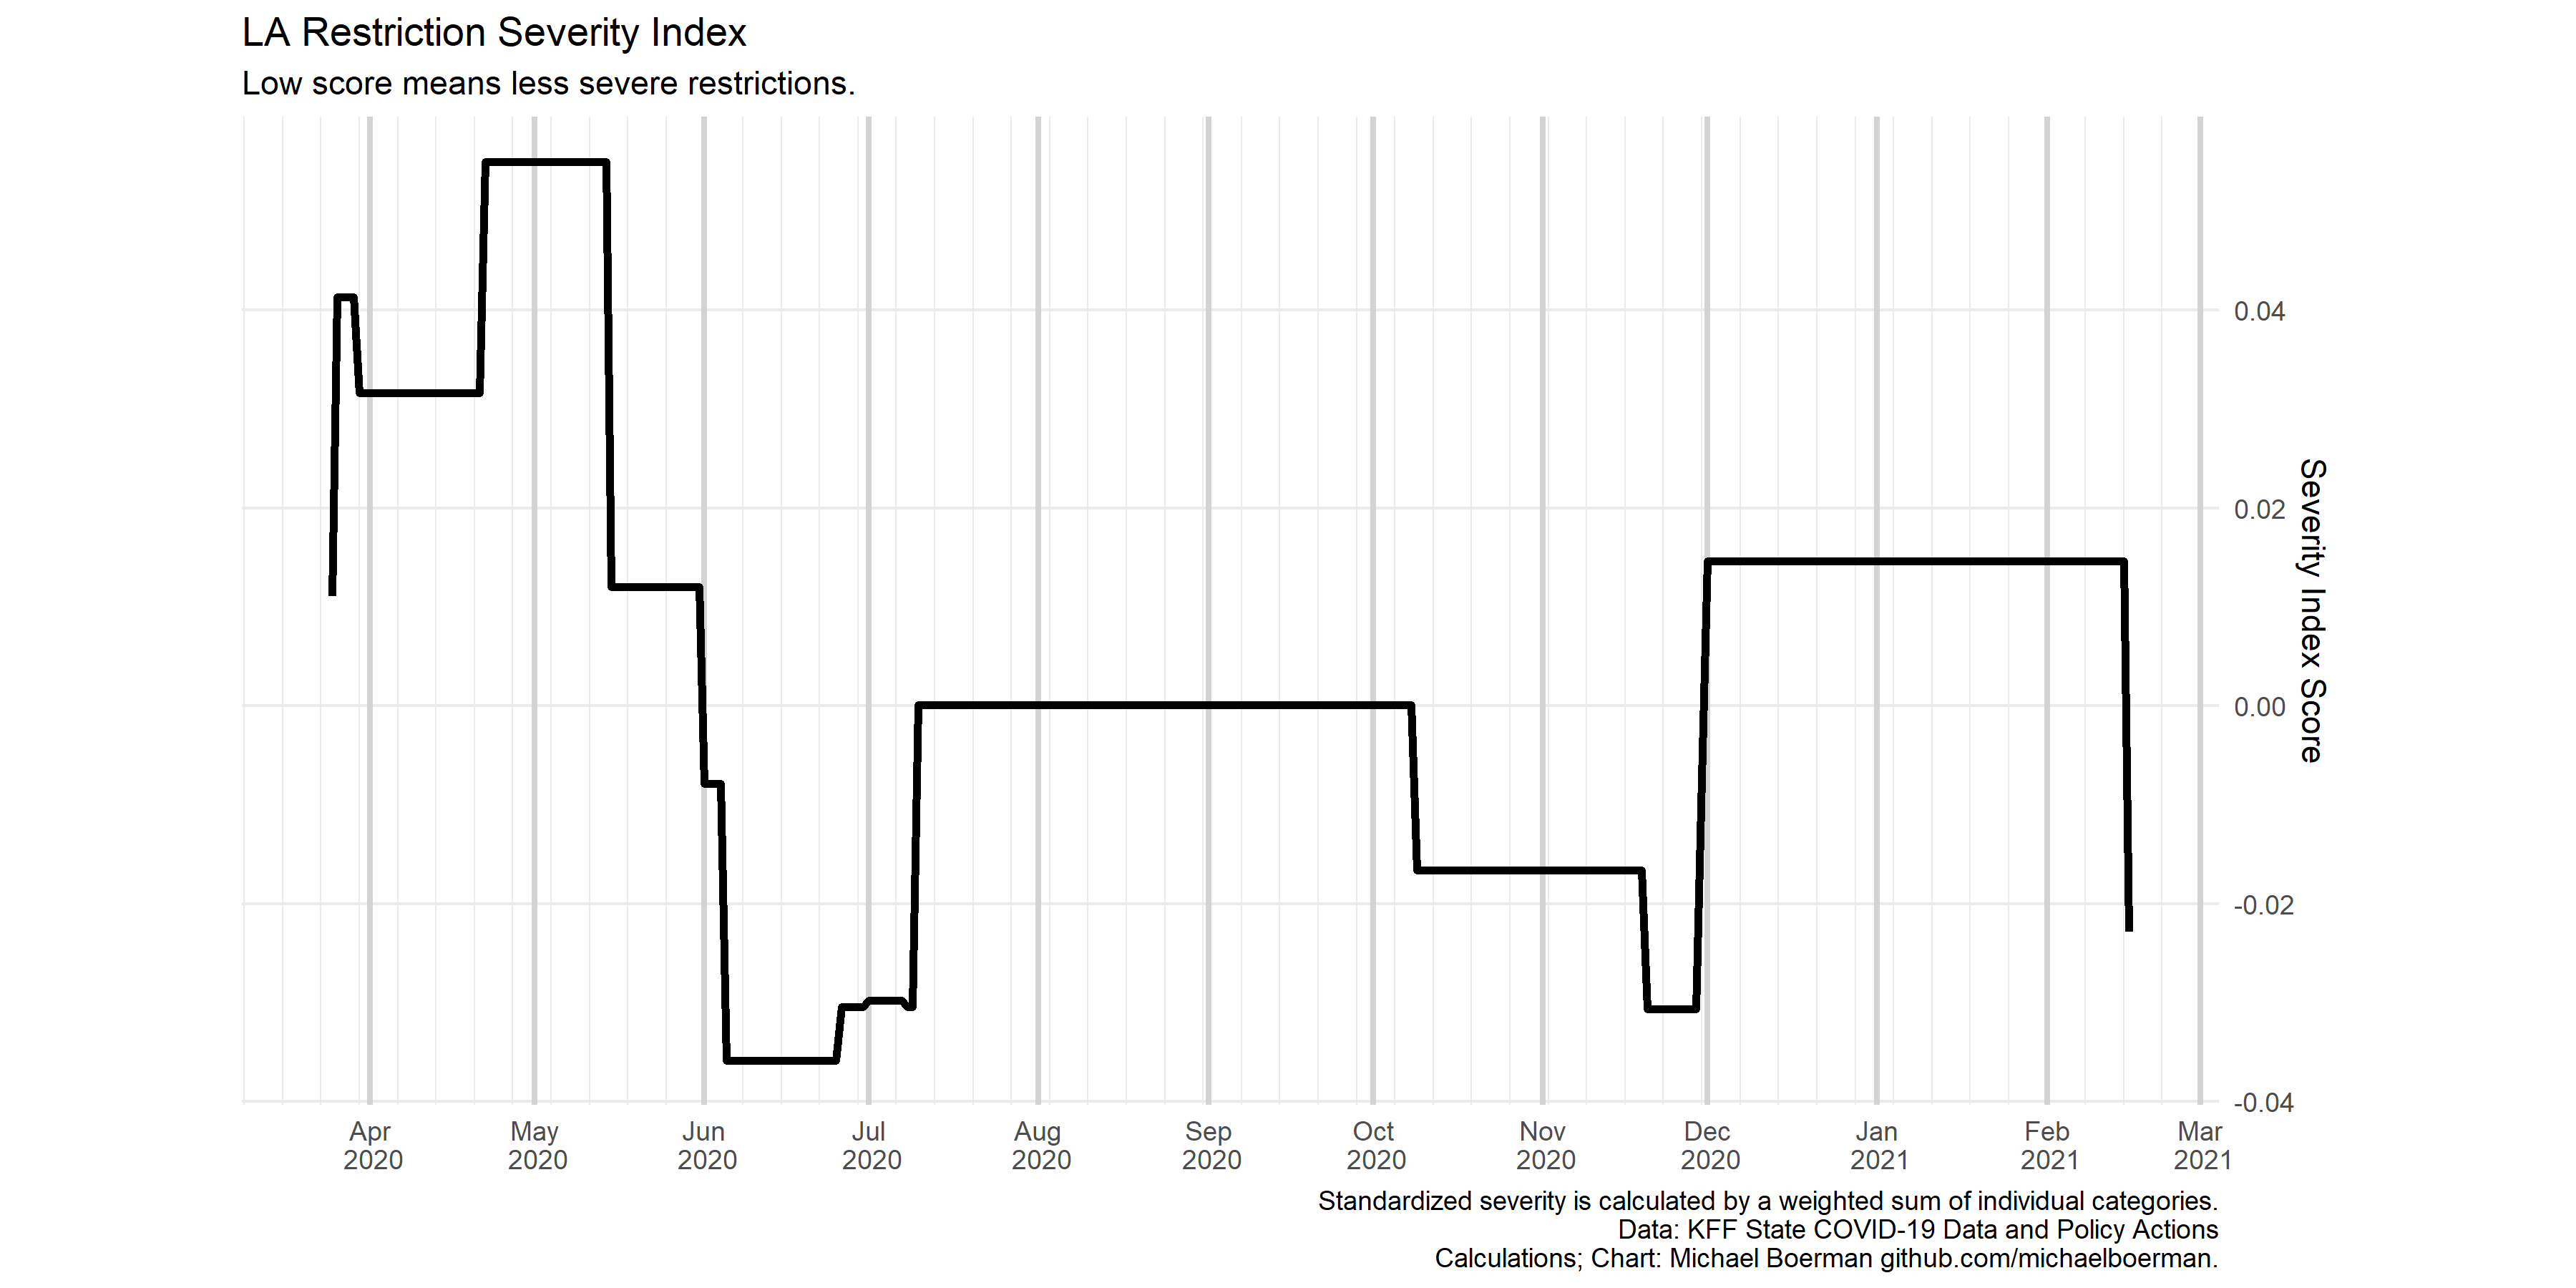 LA Restriction Severity Index
Low score means less severe restrictions.
0.04
0.02
0.00
-0.02
-0.04
Severity Index Score
Apr May Jun Jul Aug Sep Oct Nov Dec Jan Feb Mar
2020 2020 2020 2020 2020 2020 2020 2020 2020 2021 2021 2021
Standardized severity is calculated by a weighted sum of individual categories.
Data: KFF State COVID-19 Data and Policy Actions
Calculations; Chart: Michael Boerman github.com/michaelboerman.